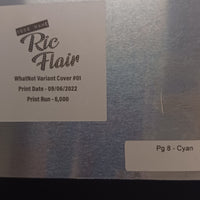 Ric
Flair
WhatNot Variant Cover #01
Print Date - 09/06/2022
Print Run - 6,000
Pg 8 - Cyan